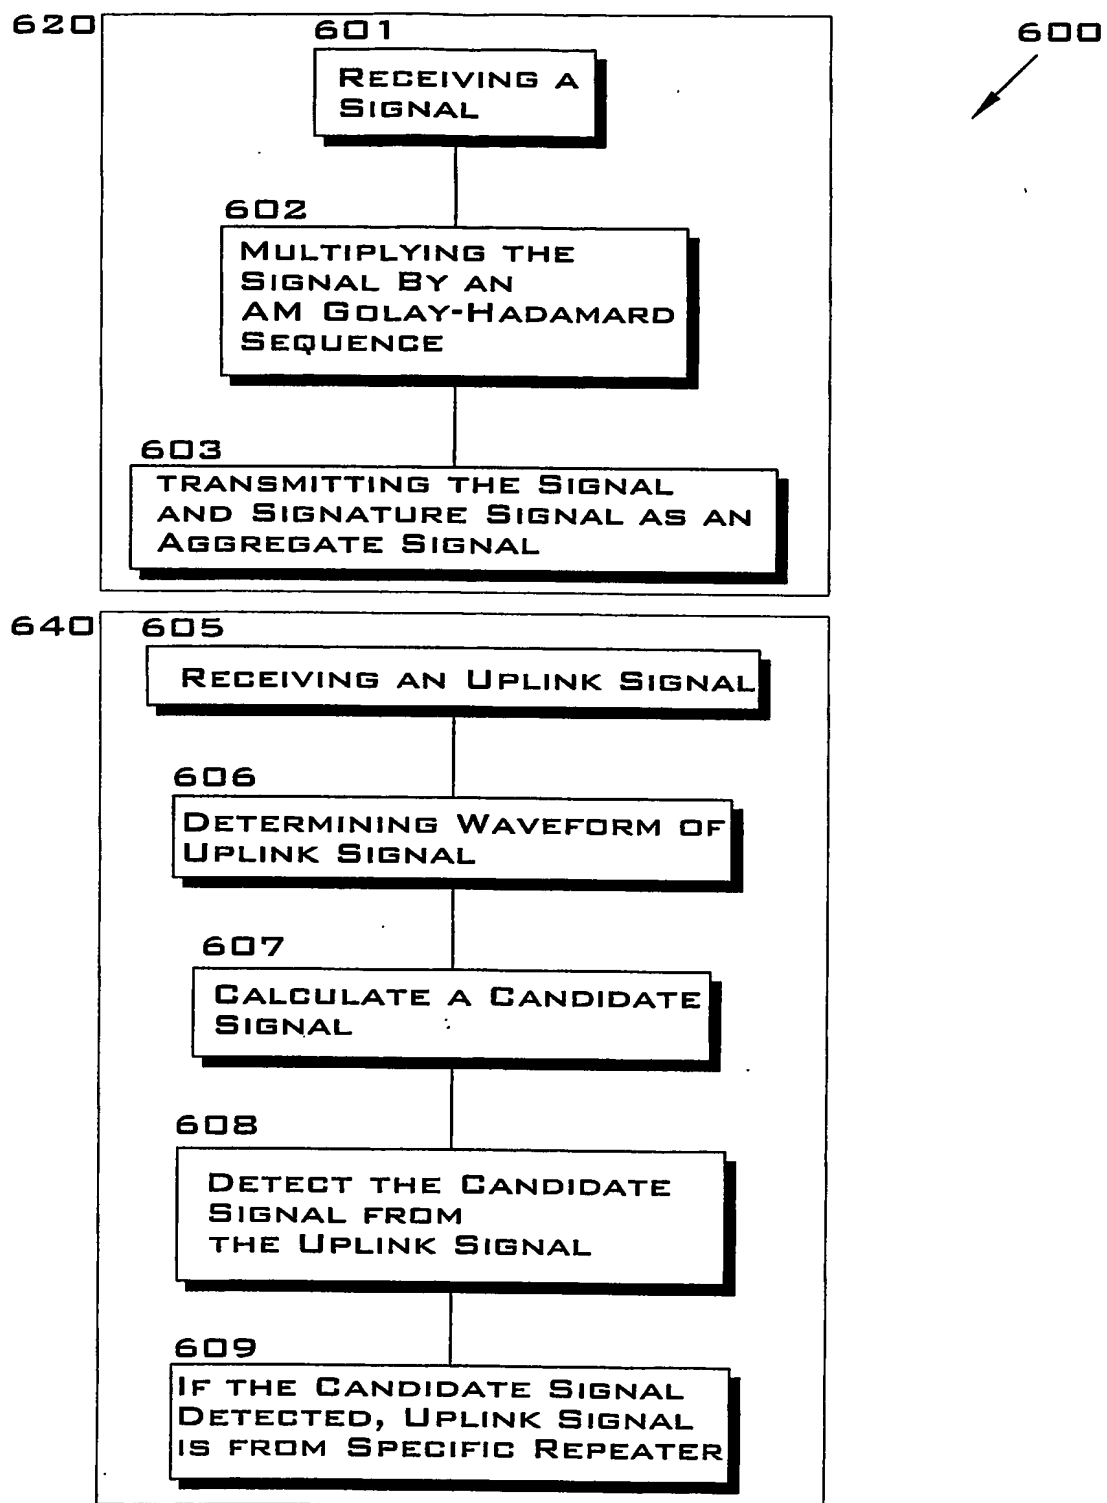 620
601
600
RECEIVING A
SIGNAL
602
MULTIPLYING THE
SIGNAL BY AN
AM GOLAY-HADAMARD
SEQUENCE
603
TRANSMITTING THE SIGNAL
AND SIGNATURE SIGNAL AS AN
AGGREGATE SIGNAL
640
605
RECEIVING AN UPLINK SIGNAL
606
DETERMINING WAVEFORM OF
UPLINK SIGNAL
607
CALCULATE A CANDIDATE
SIGNAL
608
DETECT THE CANDIDATE
SIGNAL FROM
THE UPLINK SIGNAL
609
IF THE CANDIDATE SIGNAL
DETECTED, UPLINK SIGNAL
IS FROM SPECIFIC REPEATER